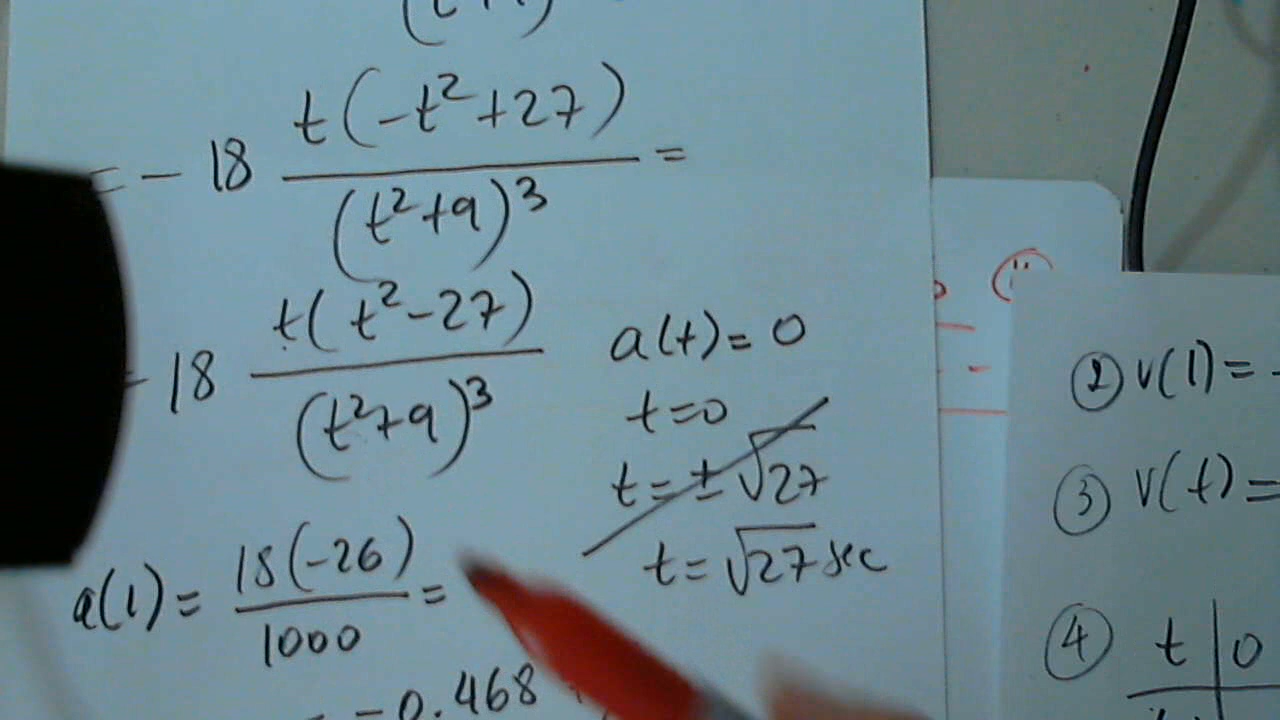 = - 18 t(-t²+27) / (t²+9)³ =
18 t(t²-27) / (t²+9)³
a(t)=0
t=0
t=±√27
t=√27 sec
a(1)= 18(-26) / 1000 =
= -0.468
② v(1)= -
③ v(t)=
④ t | 0